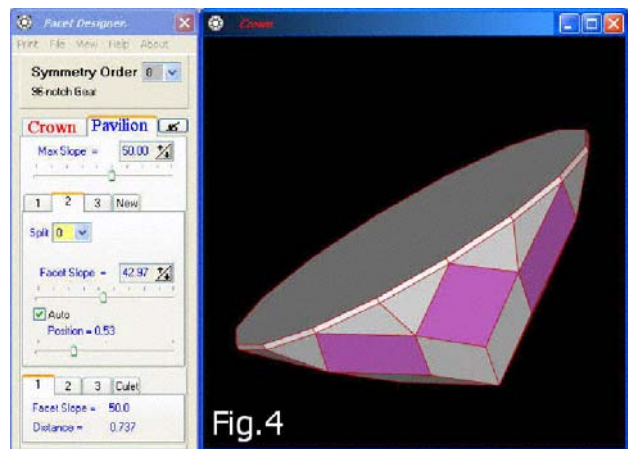 Facet Designer
Crown
Print File View Help About
Symmetry Order 8
96-notch Gear
Crown Pavilion
Max Slope = 50.00
1 2 3 New
Split 0
Facet Slope = 42.97
Auto
Position = 0.53
1 2 3 Culet
Facet Slope = 50.0
Distance = 0.737
Fig.4